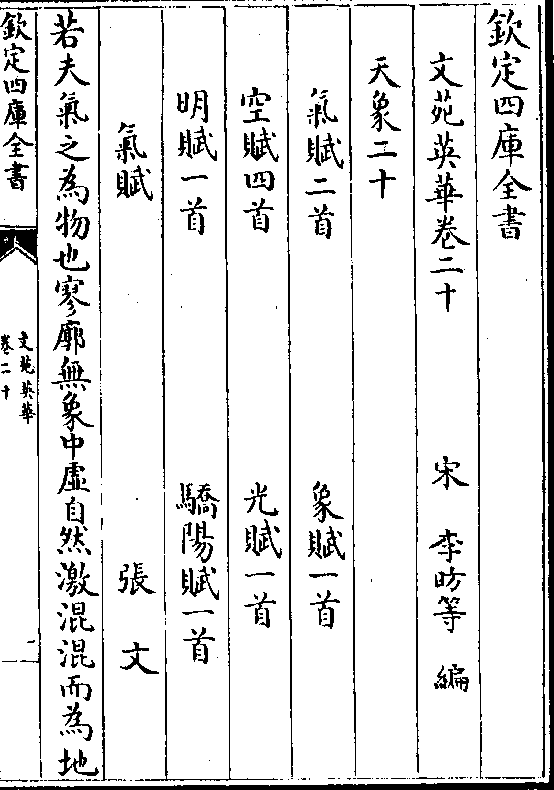 欽定四庫全書
文苑英華卷二十
宋 李昉等 編
天象二十
氣賦二首 象賦一首
空賦四首 光賦一首
明賦一首 驕陽賦一首
氣賦 張文
若夫氣之為物也寥廓無象中虛自然激混混而為地
欽定四庫全書
文苑英華
卷二十
一